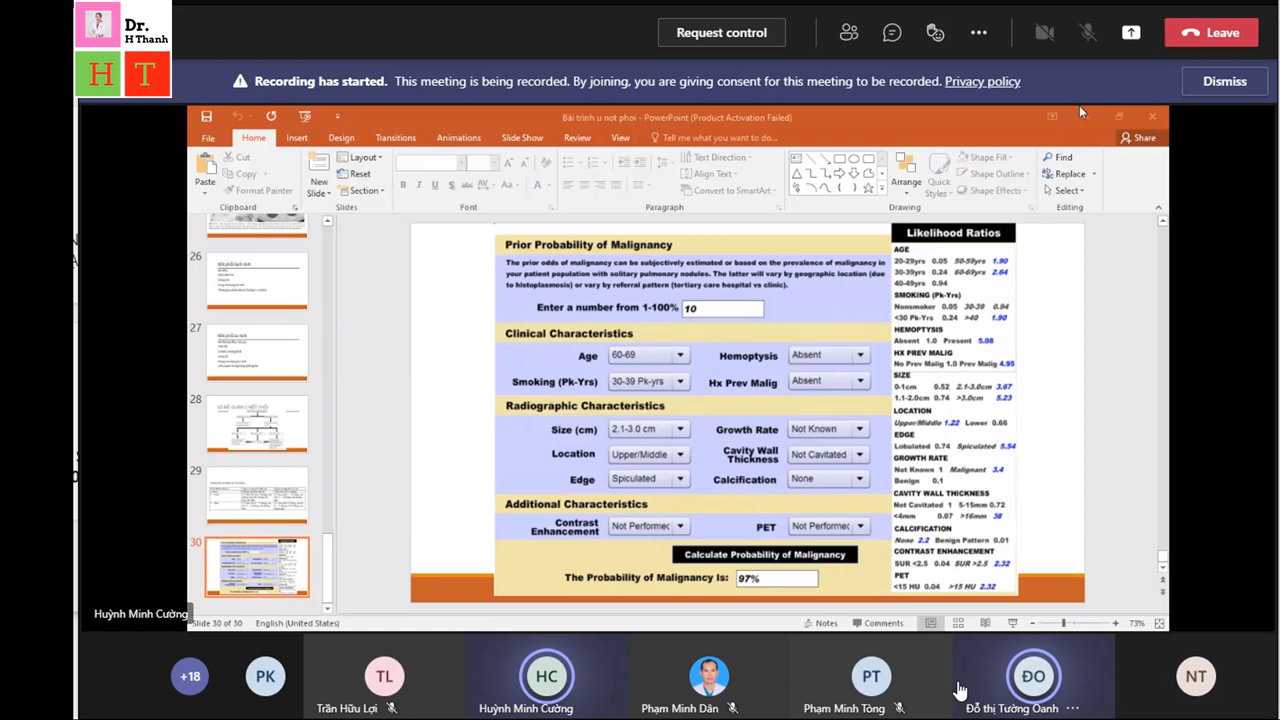 Dr.
H Thanh
H T
Request control
Leave
Recording has started. This meeting is being recorded. By joining, you are giving consent for this meeting to be recorded. Privacy policy
Dismiss
Bài trình u not phoi - PowerPoint (Product Activation Failed)
File Home Insert Design Transitions Animations Slide Show Review View Tell me what you want to do... Share
Paste
Cut
Copy
Format Painter
Clipboard
New Slide
Layout
Reset
Section
Slides
Font
Text Direction
Align Text
Convert to SmartArt
Paragraph
Arrange
Quick Styles
Shape Fill
Shape Outline
Shape Effects
Drawing
Find
Replace
Select
Editing
26
27
28
29
30
Prior Probability of Malignancy
The prior odds of malignancy can be subjectively estimated or based on the prevalence of malignancy in
your patient population with solitary pulmonary nodules. The latter will vary by geographic location (due
to histoplasmosis) or vary by referral pattern (tertiary care hospital vs clinic).
Enter a number from 1-100% 10
Clinical Characteristics
Age 60-69 Hemoptysis Absent
Smoking (Pk-Yrs) 30-39 Pk-yrs Hx Prev Malig Absent
Radiographic Characteristics
Size (cm) 2.1-3.0 cm Growth Rate Not Known
Location Upper/Middle Cavity Wall Thickness Not Cavitated
Edge Spiculated Calcification None
Additional Characteristics
Contrast Enhancement Not Performec PET Not Performec
Calculate Probability of Malignancy
The Probability of Malignancy Is: 97%
Likelihood Ratios
AGE
20-29yrs 0.05 50-59yrs 1.90
30-39yrs 0.24 60-69yrs 2.64
40-49yrs 0.94
SMOKING (Pk-Yrs)
Nonsmoker 0.05 30-39 0.94
<30 Pk-Yrs 0.24 >40 1.90
HEMOPTYSIS
Absent 1.0 Present 5.08
HX PREV MALIG
No Prev Malig 1.0 Prev Malig 4.95
SIZE
0-1cm 0.52 2.1-3.0cm 3.67
1.1-2.0cm 0.74 >3.0cm 5.23
LOCATION
Upper/Middle 1.22 Lower 0.66
EDGE
Lobulated 0.74 Spiculated 5.54
GROWTH RATE
Not Known 1 Malignant 3.4
Benign 0.1
CAVITY WALL THICKNESS
Not Cavitated 1 5-15mm 0.72
<4mm 0.07 >16mm 38
CALCIFICATION
None 2.2 Benign Pattern 0.01
CONTRAST ENHANCEMENT
SUR <2.5 0.04 SUR >2.5 2.32
PET
<15 HU 0.04 >15 HU 2.32
Huỳnh Minh Cường
Slide 30 of 30 English (United States) Notes Comments 73%
+18 PK TL HC PT ĐO NT
Trần Hữu Lợi Huỳnh Minh Cường Phạm Minh Dân Phạm Minh Tòng Đỗ thị Tường Oanh